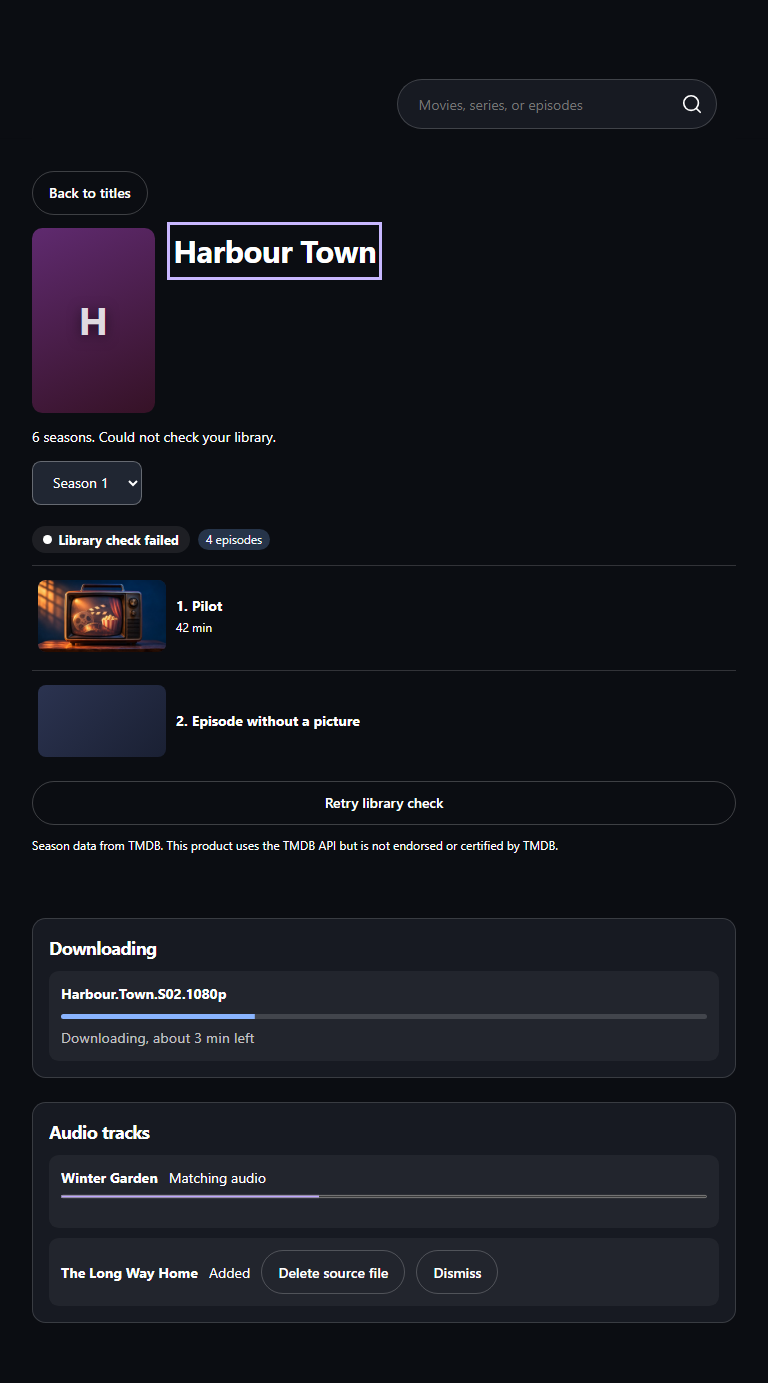 Movies, series, or episodes
Back to titles
Harbour Town
H
6 seasons. Could not check your library.
Season 1
Library check failed
4 episodes
1. Pilot
42 min
2. Episode without a picture
Retry library check
Season data from TMDB. This product uses the TMDB API but is not endorsed or certified by TMDB.
Downloading
Harbour.Town.S02.1080p
Downloading, about 3 min left
Audio tracks
Winter Garden Matching audio
The Long Way Home Added Delete source file Dismiss